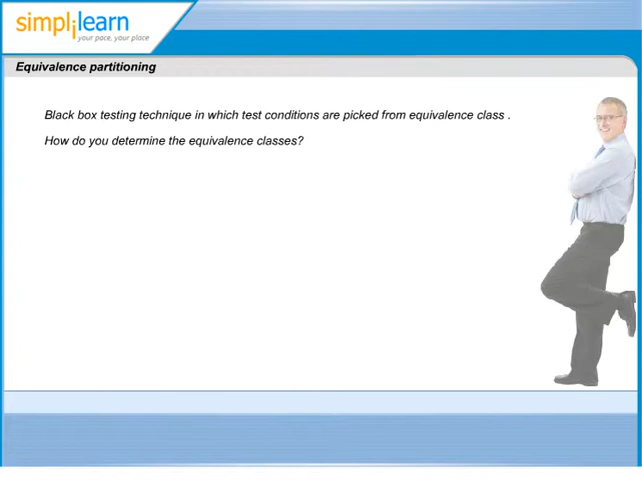 simplilearn
your pace, your place
Equivalence partitioning
Black box testing technique in which test conditions are picked from equivalence class .
How do you determine the equivalence classes?